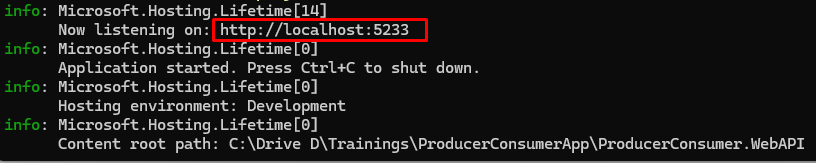 info: Microsoft.Hosting.Lifetime[14]
Now listening on: http://localhost:5233
info: Microsoft.Hosting.Lifetime[0]
Application started. Press Ctrl+C to shut down.
info: Microsoft.Hosting.Lifetime[0]
Hosting environment: Development
info: Microsoft.Hosting.Lifetime[0]
Content root path: C:\Drive D\Trainings\ProducerConsumerApp\ProducerConsumer.WebAPI